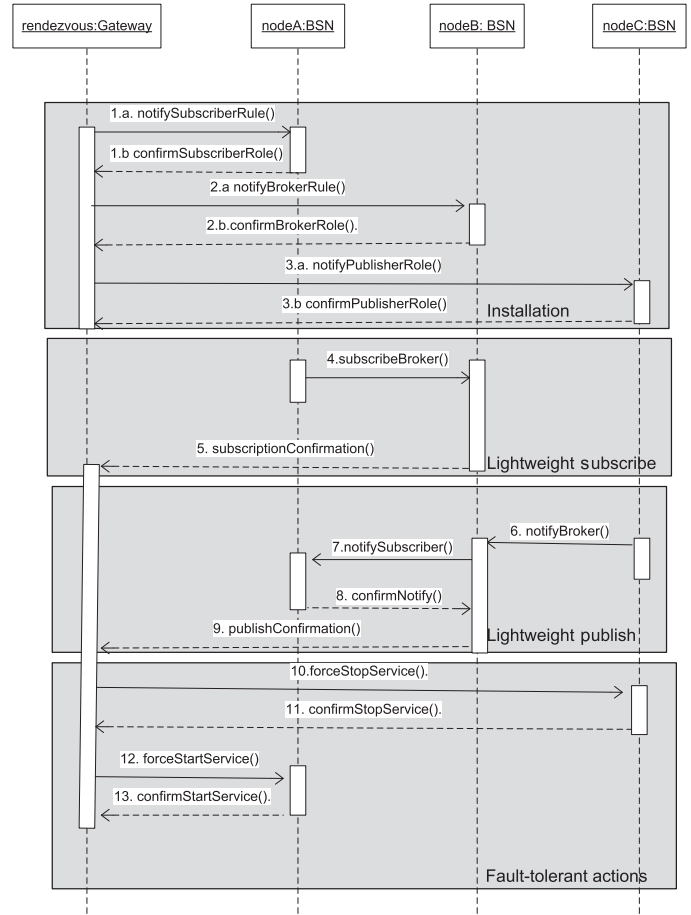 rendezvous:Gateway
nodeA:BSN
nodeB: BSN
nodeC:BSN
1.a. notifySubscriberRule()
1.b confirmSubscriberRole()
2.a notifyBrokerRule()
2.b.confirmBrokerRole().
3.a. notifyPublisherRole()
3.b confirmPublisherRole()
Installation
4.subscribeBroker()
5. subscriptionConfirmation()
Lightweight subscribe
6. notifyBroker()
7.notifySubscriber()
8. confirmNotify()
9. publishConfirmation()
Lightweight publish
10.forceStopService().
11. confirmStopService().
12. forceStartService()
13. confirmStartService().
Fault-tolerant actions